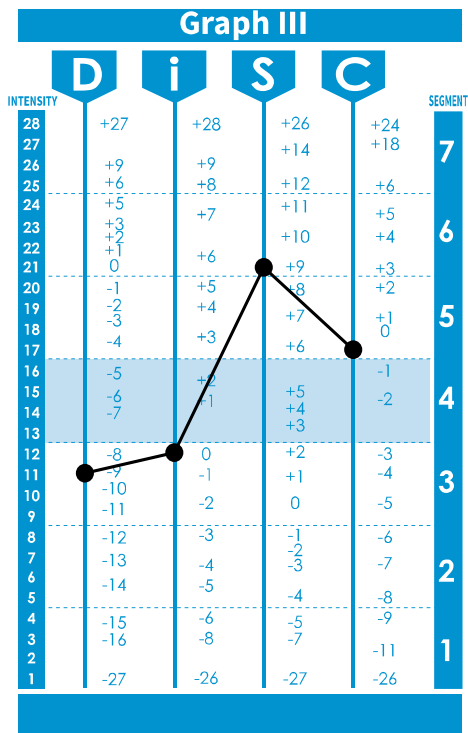 Graph III
D i S C
INTENSITY SEGMENT
28 +27 +28 +26 +24
27 +14 +18 7
26 +9 +9
25 +6 +8 +12 +6
24 +5 +7 +11 +5
23 +3 6
+2 +10 +4
22 +1 +6
21 0 +9 +3
20 -1 +5 +8 +2
19 -2 +4 +7 +1 5
18 -3 +3 0
17 -4 +6
16 -5 +2 -1
15 -6 +1 +5 -2 4
14 -7 +4
13 +3
12 -8 0 +2 -3
11 -9 -1 +1 -4 3
10 -10 -2 0 -5
9 -11
8 -12 -3 -1 -6
7 -13 -4 -2 -7 2
6 -14 -5 -3
5 -4 -8
4 -15 -6 -5 -9
3 -16 -8 -7 1
2 -11
1 -27 -26 -27 -26